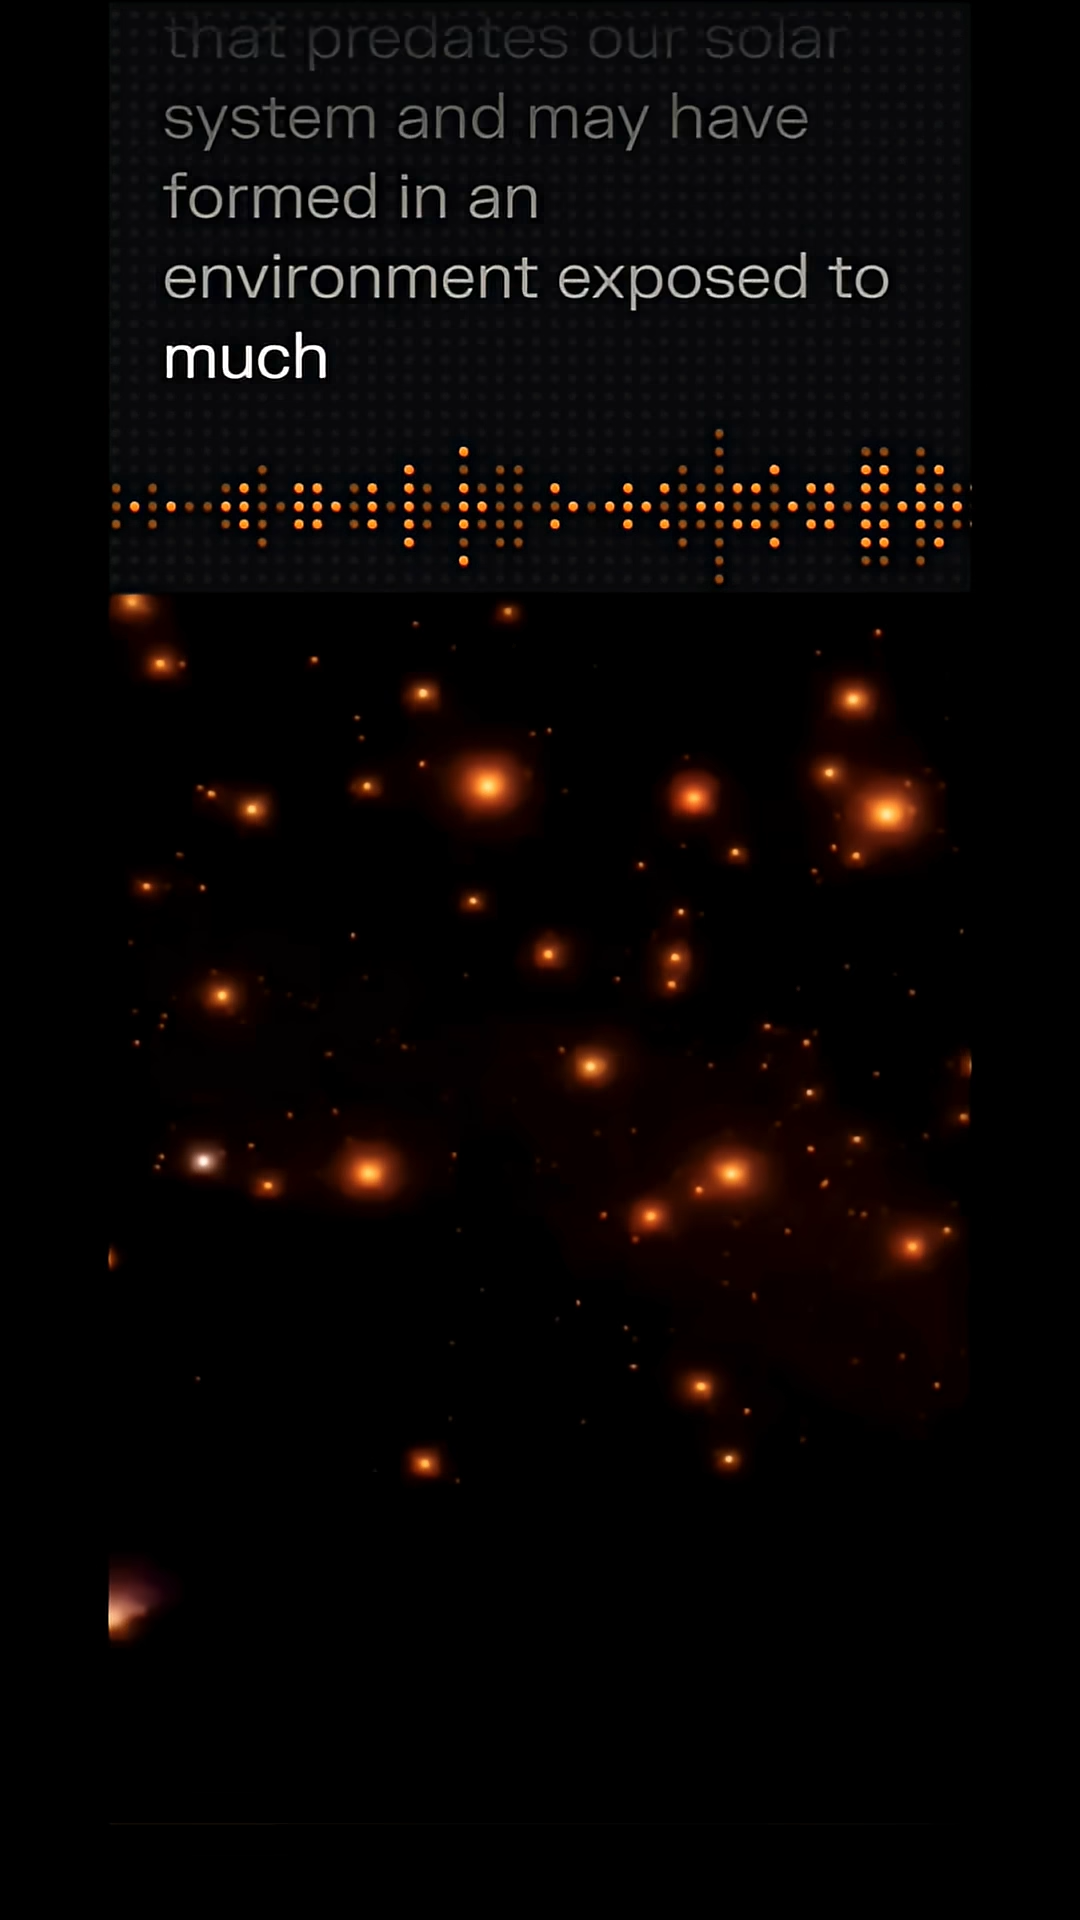 that predates our solar
system and may have
formed in an
environment exposed to
much